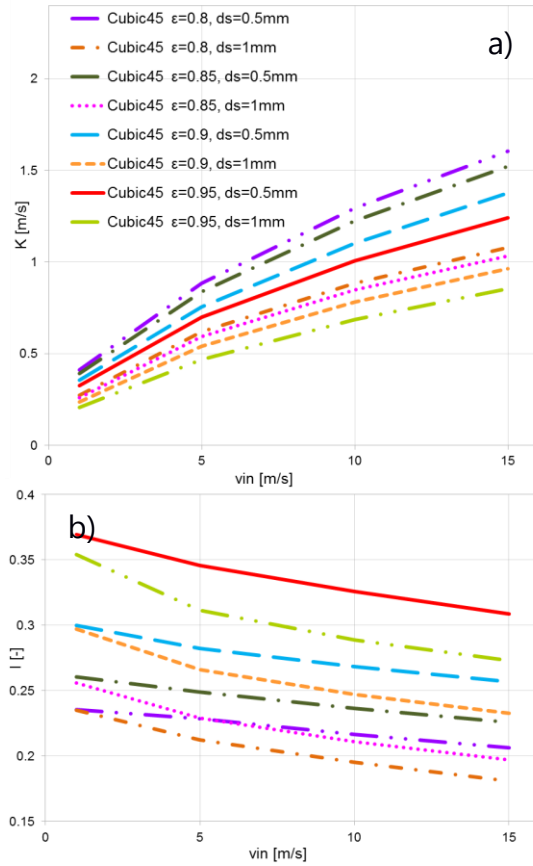 Cubic45 ε=0.8, ds=0.5mm
a)
Cubic45 ε=0.8, ds=1mm
Cubic45 ε=0.85, ds=0.5mm
Cubic45 ε=0.85, ds=1mm
Cubic45 ε=0.9, ds=0.5mm
Cubic45 ε=0.9, ds=1mm
Cubic45 ε=0.95, ds=0.5mm
Cubic45 ε=0.95, ds=1mm
2
1.5
1
0.5
0
K [m/s]
0
5
10
15
vin [m/s]
b)
0.4
0.35
0.3
0.25
0.2
0.15
I [-]
0
5
10
15
vin [m/s]